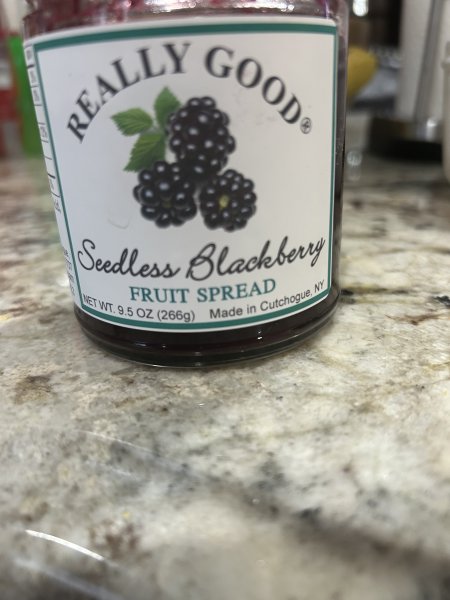 REALLY GOOD®
Seedless Blackberry
FRUIT SPREAD
NET WT. 9.5 OZ (266g) Made in Cutchogue, NY